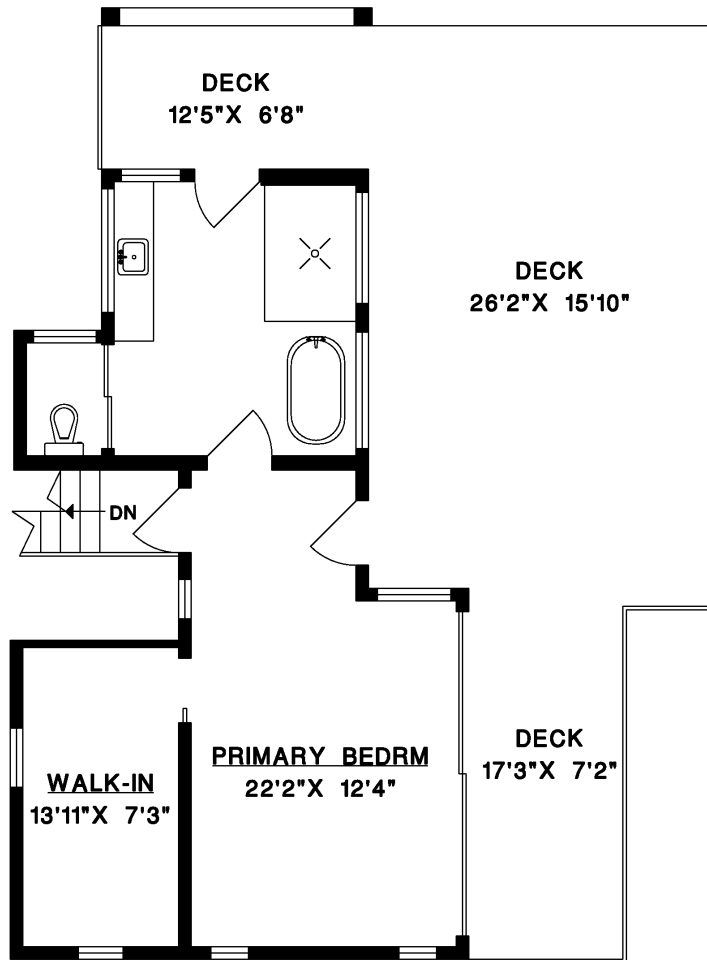 DECK
12'5"X 6'8"
DECK
26'2"X 15'10"
DN
PRIMARY BEDRM
22'2"X 12'4"
DECK
17'3"X 7'2"
WALK-IN
13'11"X 7'3"